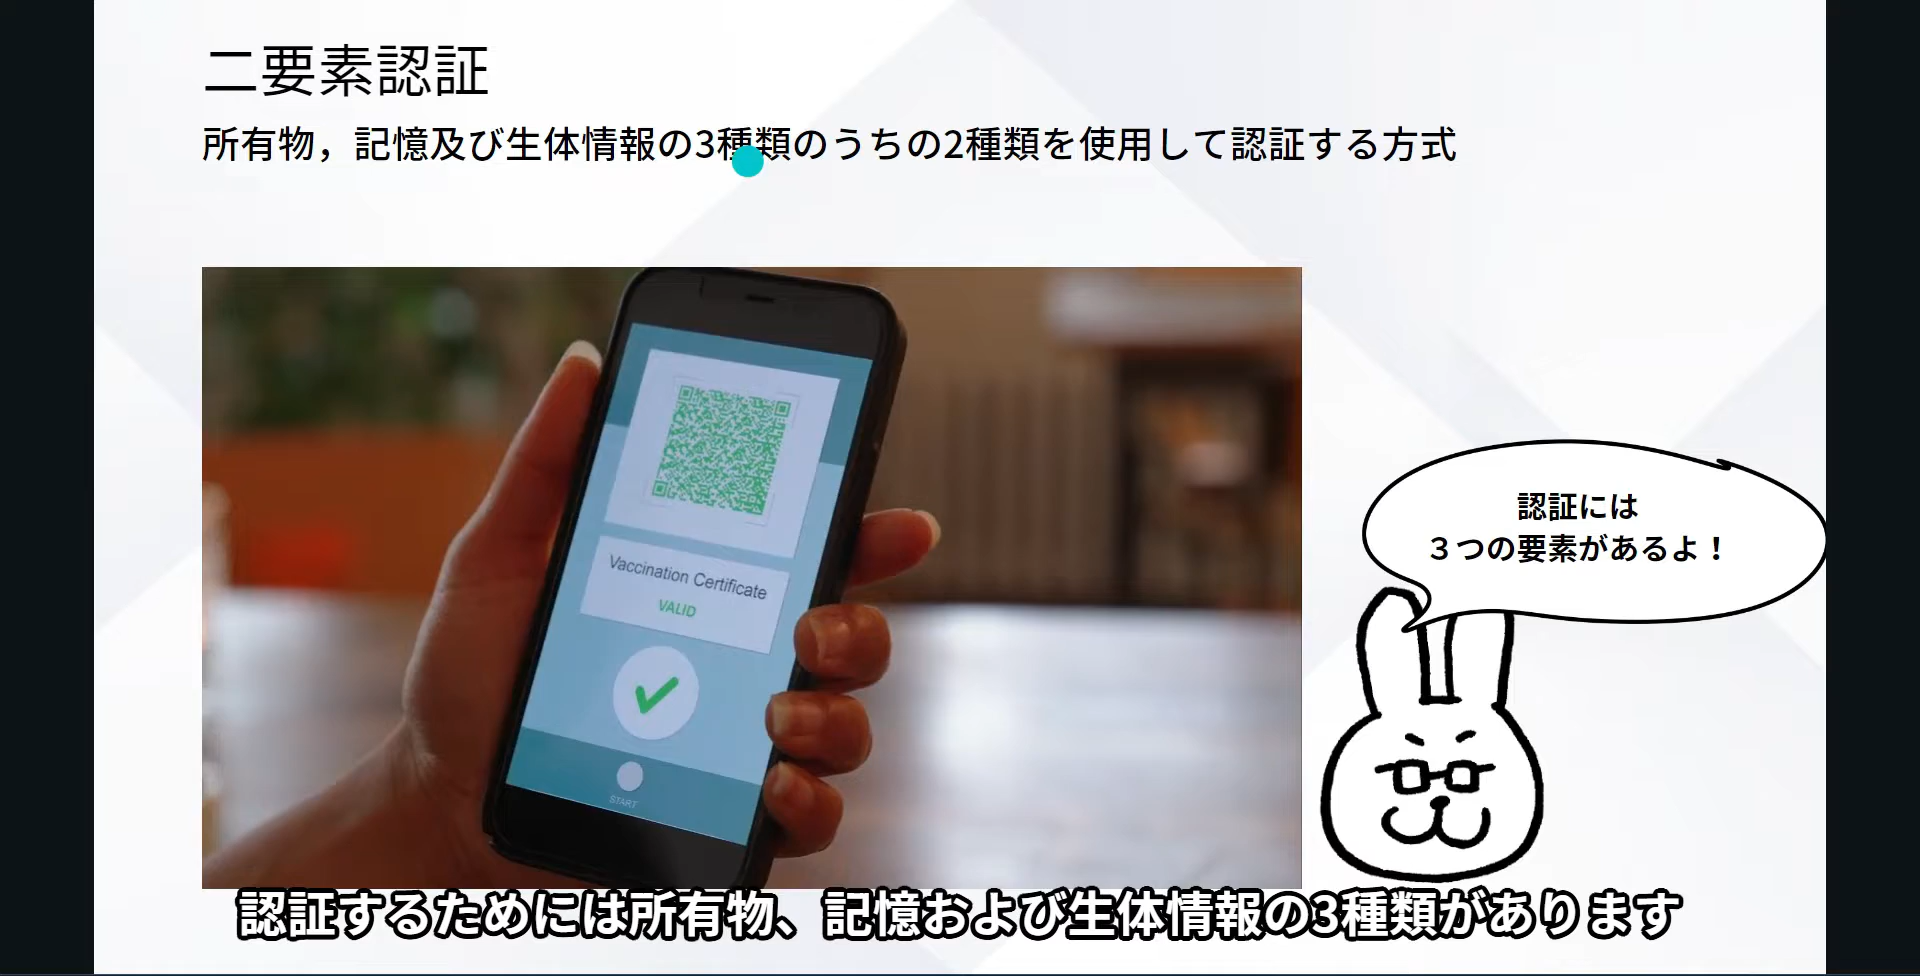 二要素認証
所有物，記憶及び生体情報の3種類のうちの2種類を使用して認証する方式
Vaccination Certificate
VALID
START
認証には
３つの要素があるよ！
認証するためには所有物、記憶および生体情報の3種類があります